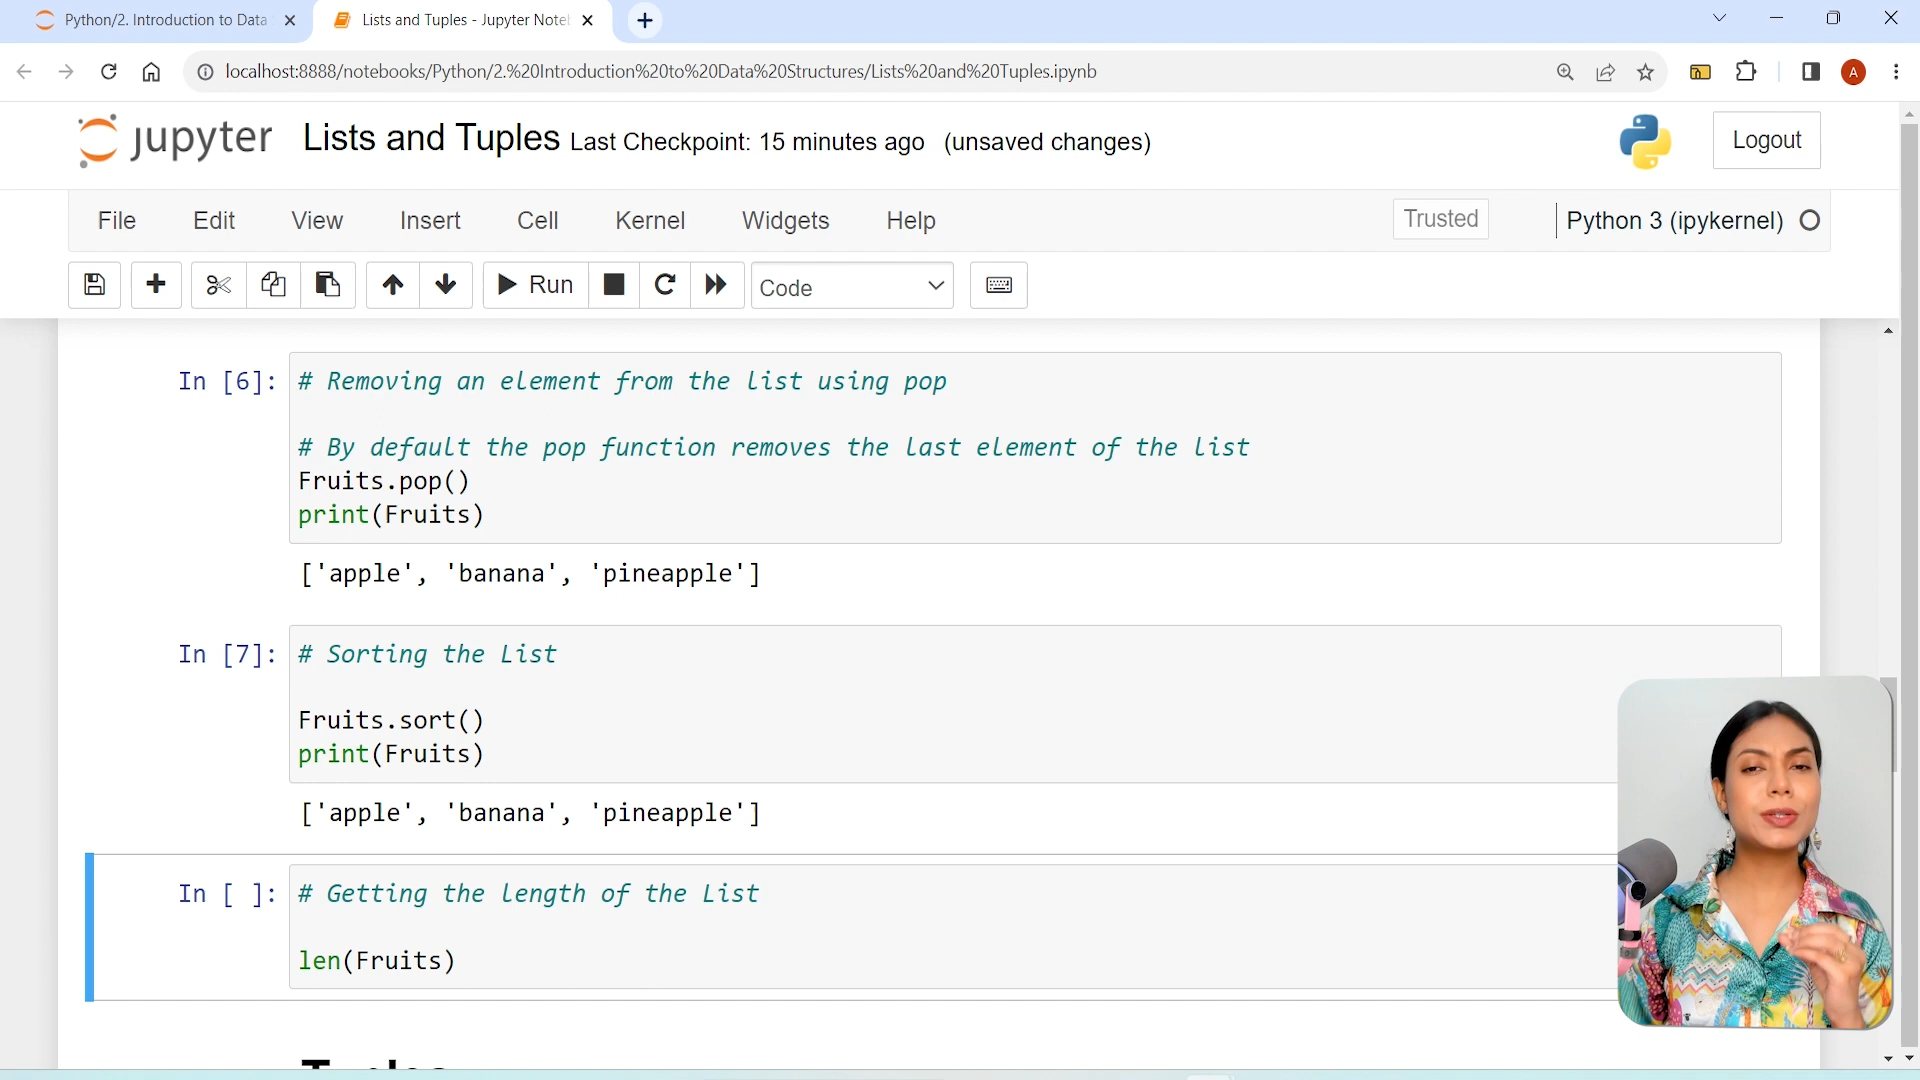 Python/2. Introduction to Data
Lists and Tuples - Jupyter Note
localhost:8888/notebooks/Python/2.%20Introduction%20to%20Data%20Structures/Lists%20and%20Tuples.ipynb
A
jupyter Lists and Tuples Last Checkpoint: 15 minutes ago (unsaved changes)
Logout
File Edit View Insert Cell Kernel Widgets Help
Trusted
Python 3 (ipykernel)
Run
Code
In [6]: # Removing an element from the list using pop
# By default the pop function removes the last element of the list
Fruits.pop()
print(Fruits)
['apple', 'banana', 'pineapple']
In [7]: # Sorting the List
Fruits.sort()
print(Fruits)
['apple', 'banana', 'pineapple']
In [ ]: # Getting the length of the List
len(Fruits)